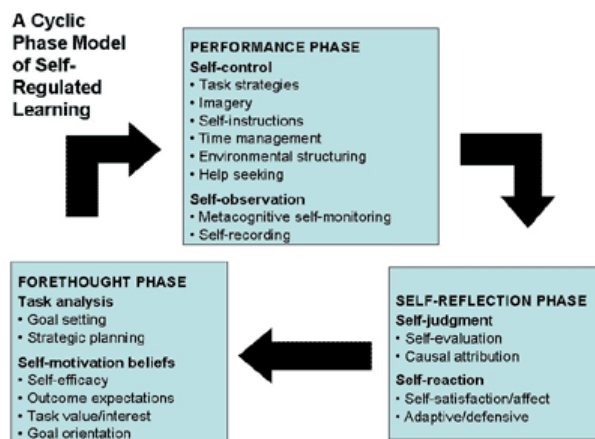 A Cyclic
Phase Model
of Self-
Regulated
Learning
PERFORMANCE PHASE
Self-control
• Task strategies
• Imagery
• Self-instructions
• Time management
• Environmental structuring
• Help seeking
Self-observation
• Metacognitive self-monitoring
• Self-recording
FORETHOUGHT PHASE
Task analysis
• Goal setting
• Strategic planning
Self-motivation beliefs
• Self-efficacy
• Outcome expectations
• Task value/interest
• Goal orientation
SELF-REFLECTION PHASE
Self-judgment
• Self-evaluation
• Causal attribution
Self-reaction
• Self-satisfaction/affect
• Adaptive/defensive